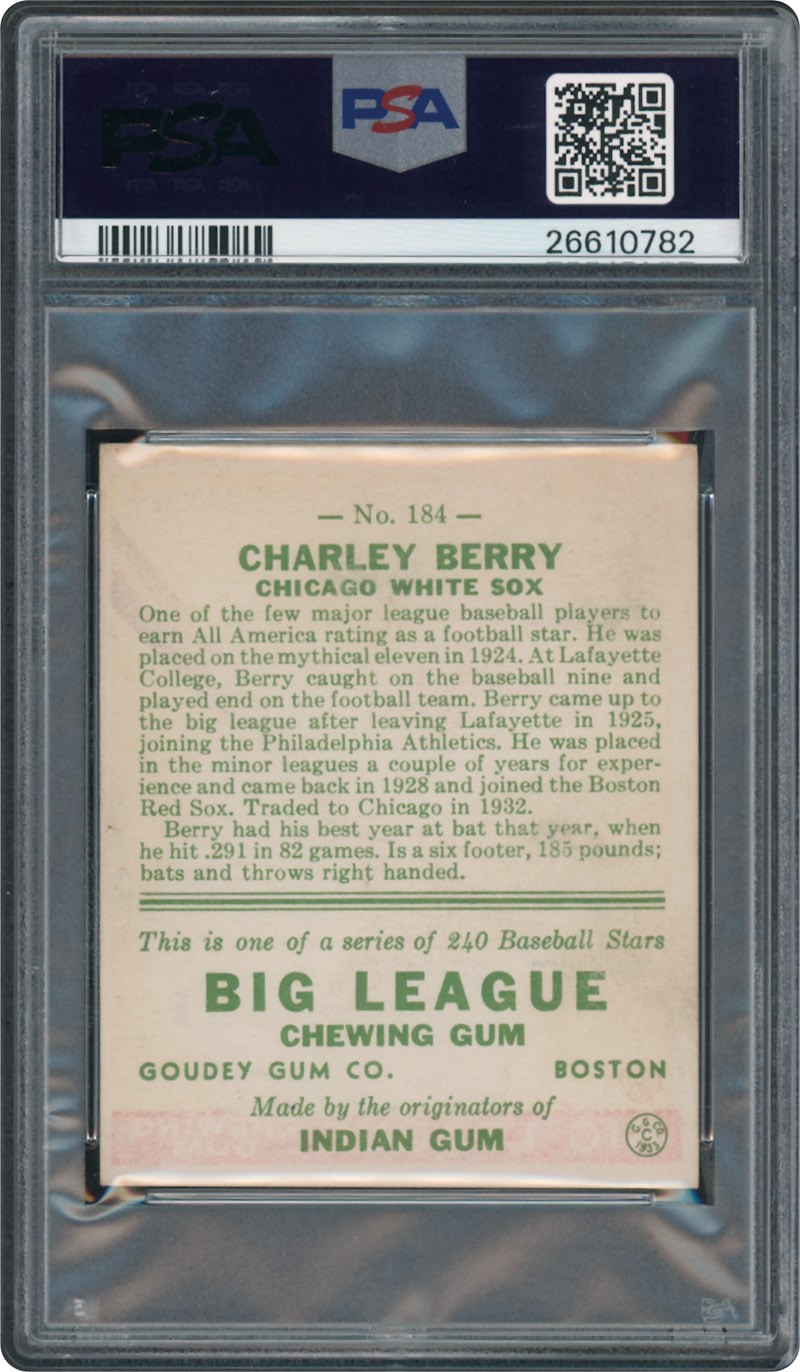 PSA
PSA
26610782
— No. 184 —
CHARLEY BERRY
CHICAGO WHITE SOX
One of the few major league baseball players to
earn All America rating as a football star. He was
placed on the mythical eleven in 1924. At Lafayette
College, Berry caught on the baseball nine and
played end on the football team. Berry came up to
the big league after leaving Lafayette in 1925,
joining the Philadelphia Athletics. He was placed
in the minor leagues a couple of years for exper-
ience and came back in 1928 and joined the Boston
Red Sox. Traded to Chicago in 1932.
Berry had his best year at bat that year, when
he hit .291 in 82 games. Is a six footer, 185 pounds;
bats and throws right handed.
This is one of a series of 240 Baseball Stars
BIG LEAGUE
CHEWING GUM
GOUDEY GUM CO. BOSTON
Made by the originators of
INDIAN GUM
G. G. CO.
C
1933